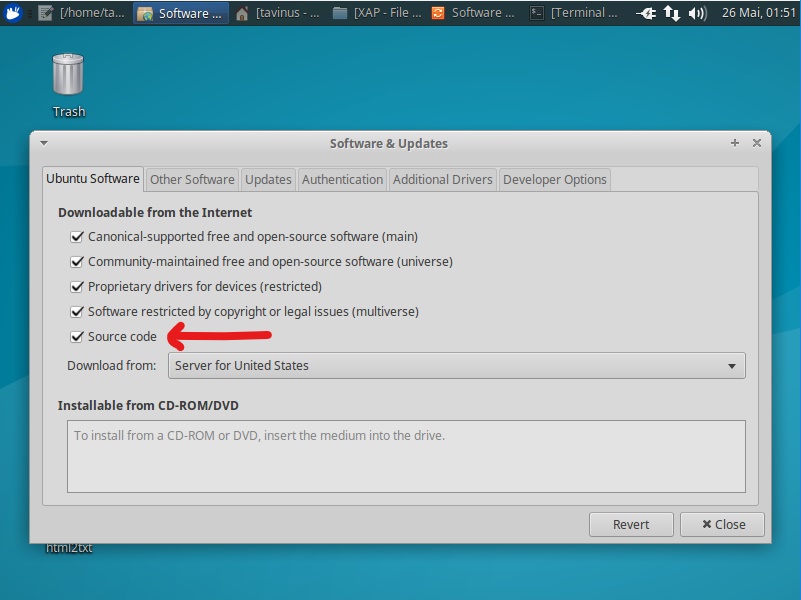 [/home/ta...
Software ...
[tavinus - ...
[XAP - File ...
Software ...
[Terminal ...
26 Mai, 01:51
Trash
Software & Updates
Ubuntu Software
Other Software
Updates
Authentication
Additional Drivers
Developer Options
Downloadable from the Internet
Canonical-supported free and open-source software (main)
Community-maintained free and open-source software (universe)
Proprietary drivers for devices (restricted)
Software restricted by copyright or legal issues (multiverse)
Source code
Download from:
Server for United States
Installable from CD-ROM/DVD
To install from a CD-ROM or DVD, insert the medium into the drive.
Revert
Close
html2txt